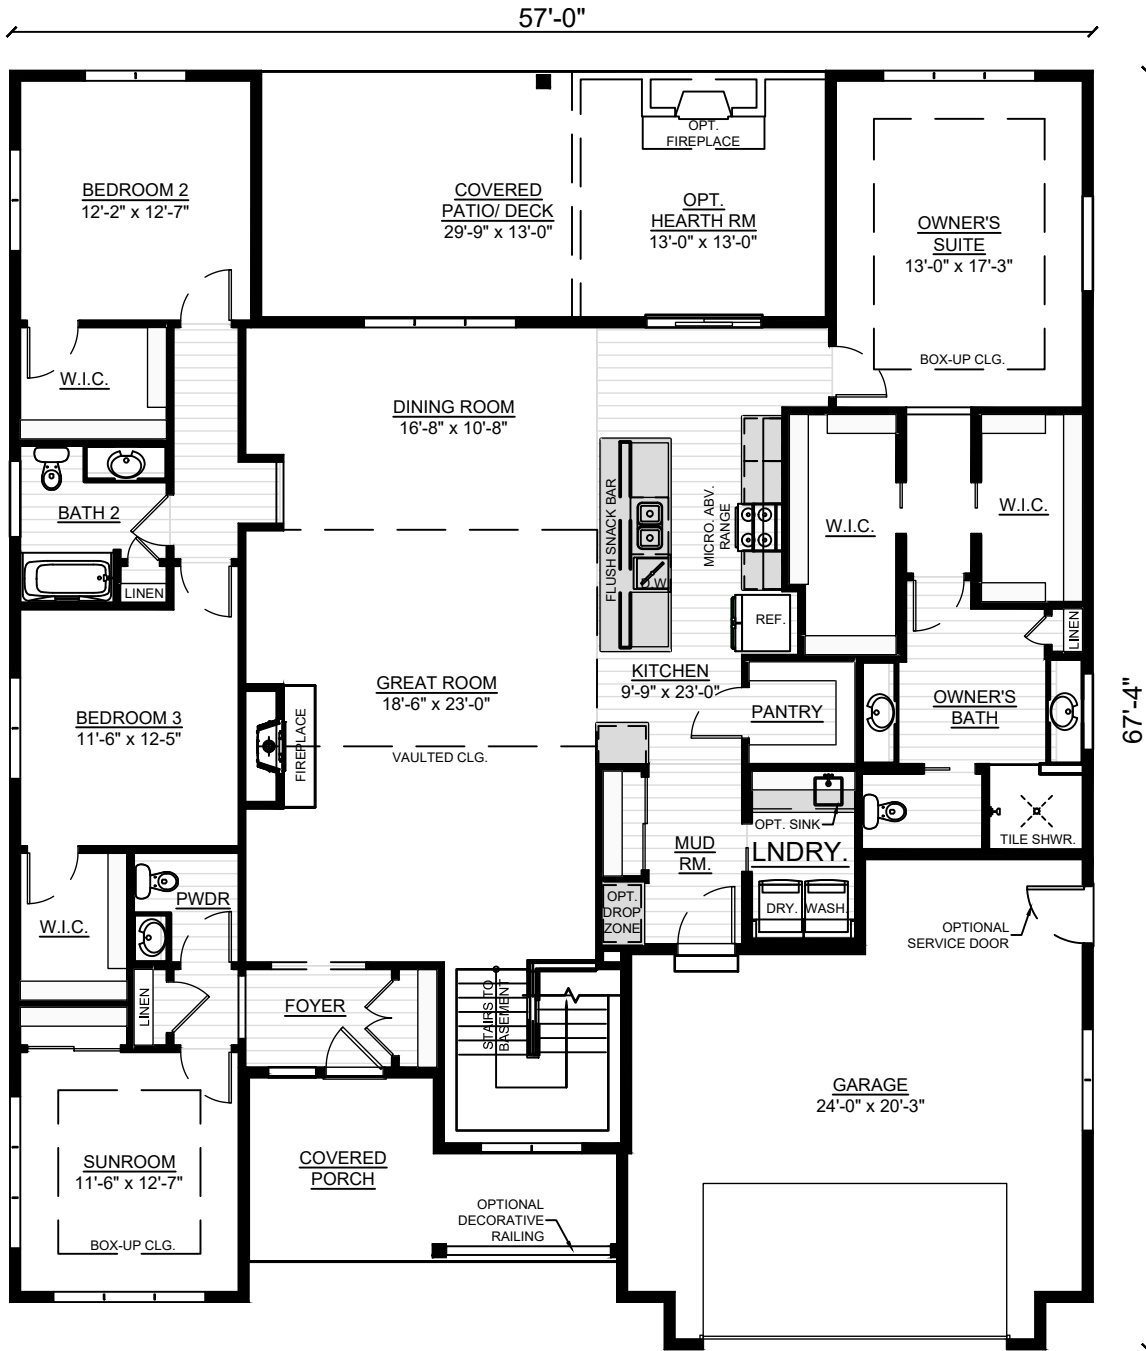 57'-0"
BEDROOM 2
12'-2" x 12'-7"
COVERED
PATIO/ DECK
29'-9" x 13'-0"
OPT.
FIREPLACE
OPT.
HEARTH RM
13'-0" x 13'-0"
OWNER'S
SUITE
13'-0" x 17'-3"
BOX-UP CLG.
W.I.C.
DINING ROOM
16'-8" x 10'-8"
BATH 2
LINEN
FLUSH SNACK BAR
MICRO. ABV.
RANGE
D.W.
REF.
W.I.C.
W.I.C.
LINEN
KITCHEN
9'-9" x 23'-0"
PANTRY
OWNER'S
BATH
67'-4"
GREAT ROOM
18'-6" x 23'-0"
VAULTED CLG.
FIREPLACE
BEDROOM 3
11'-6" x 12-5"
OPT. SINK
MUD
RM.
LNDRY.
TILE SHWR.
DRY.
WASH.
OPT.
DROP
ZONE
PWDR
W.I.C.
OPTIONAL
SERVICE DOOR
LINEN
FOYER
STAIRS TO
BASEMENT
GARAGE
24'-0" x 20'-3"
SUNROOM
11'-6" x 12'-7"
BOX-UP CLG.
COVERED
PORCH
OPTIONAL
DECORATIVE
RAILING